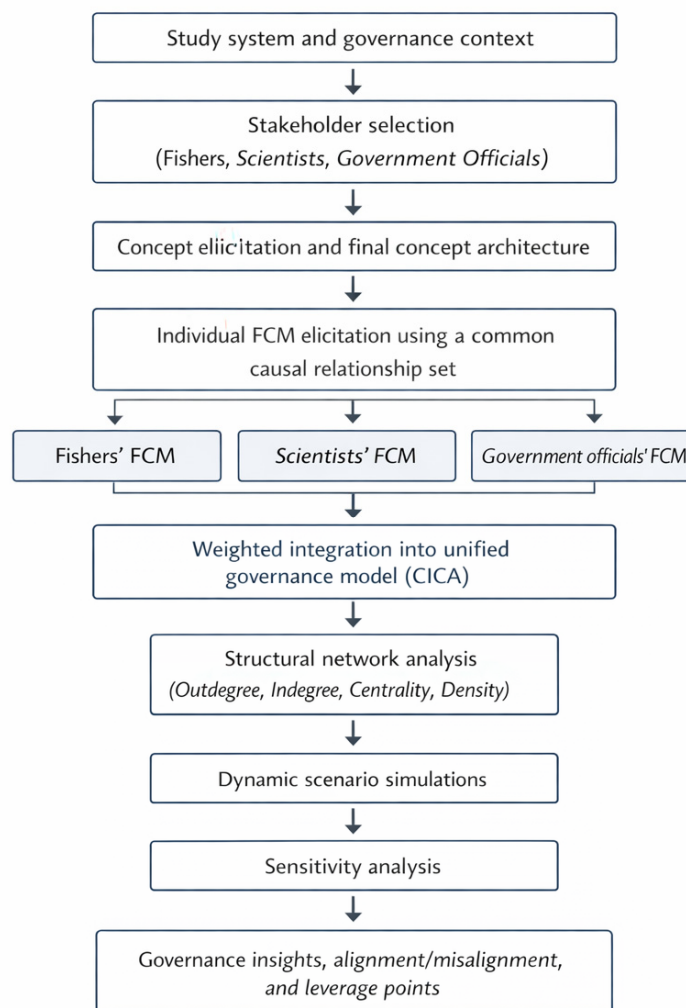 Study system and governance context
Stakeholder selection
(Fishers, Scientists, Government Officials)
Concept ellic itation and final concept architecture
Individual FCM elicitation using a common
causal relationship set
Fishers' FCM
Scientists' FCM
Government officials' FCM
Weighted integration into unified
governance model (CICA)
Structural network analysis
(Outdegree, Indegree, Centrality, Density)
Dynamic scenario simulations
Sensitivity analysis
Governance insights, alignment/misalignment,
and leverage points